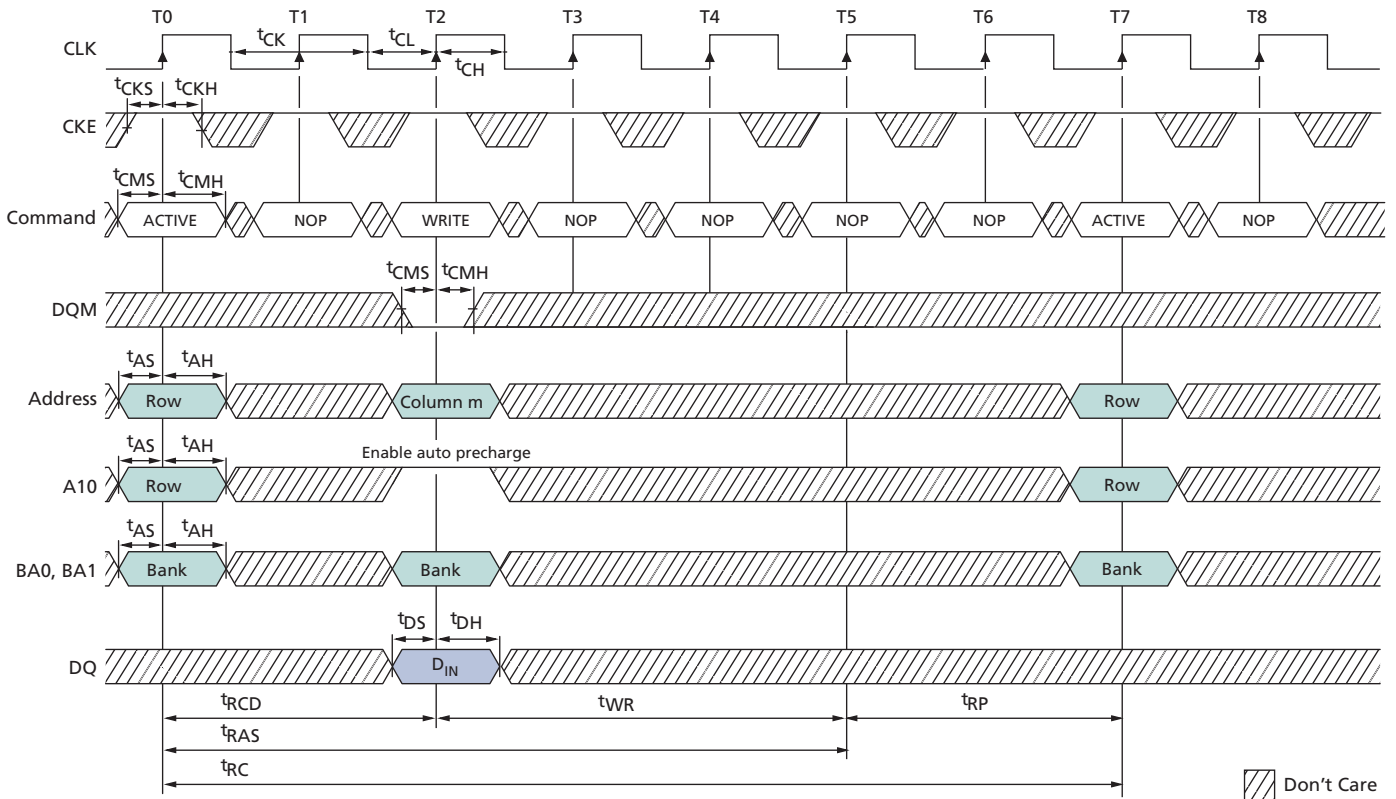 T0 T1 T2 T3 T4 T5 T6 T7 T8
CLK
tCK tCL
tCH
tCKS tCKH
CKE
tCMS tCMH
Command ACTIVE NOP WRITE NOP NOP NOP NOP ACTIVE NOP
tCMS tCMH
DQM
tAS tAH
Address Row Column m Row
tAS tAH
Enable auto precharge
A10 Row Row
tAS tAH
BA0, BA1 Bank Bank Bank
tDS tDH
DQ DIN
tRCD tWR tRP
tRAS
tRC
Don't Care